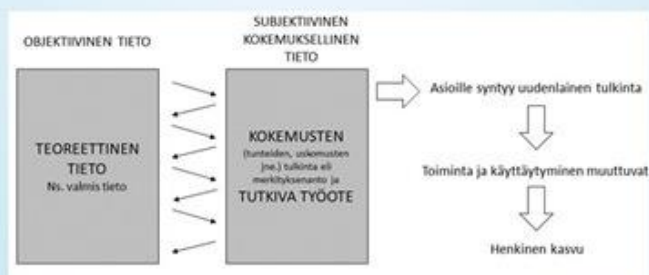 OBJEKTIIVINEN TIETO
SUBJEKTIIVINEN
KOKEMUKSELLINEN
TIETO
TEOREETTINEN
TIETO
Ns. valmis tieto
KOKEMUSTEN
(tunteiden, uskomusten
jne.) tulkinta eli
merkityksenanto ja
TUTKIVA TYÖOTE
Asioille syntyy uudenlainen tulkinta
Toiminta ja käyttäytyminen muuttuvat
Henkinen kasvu